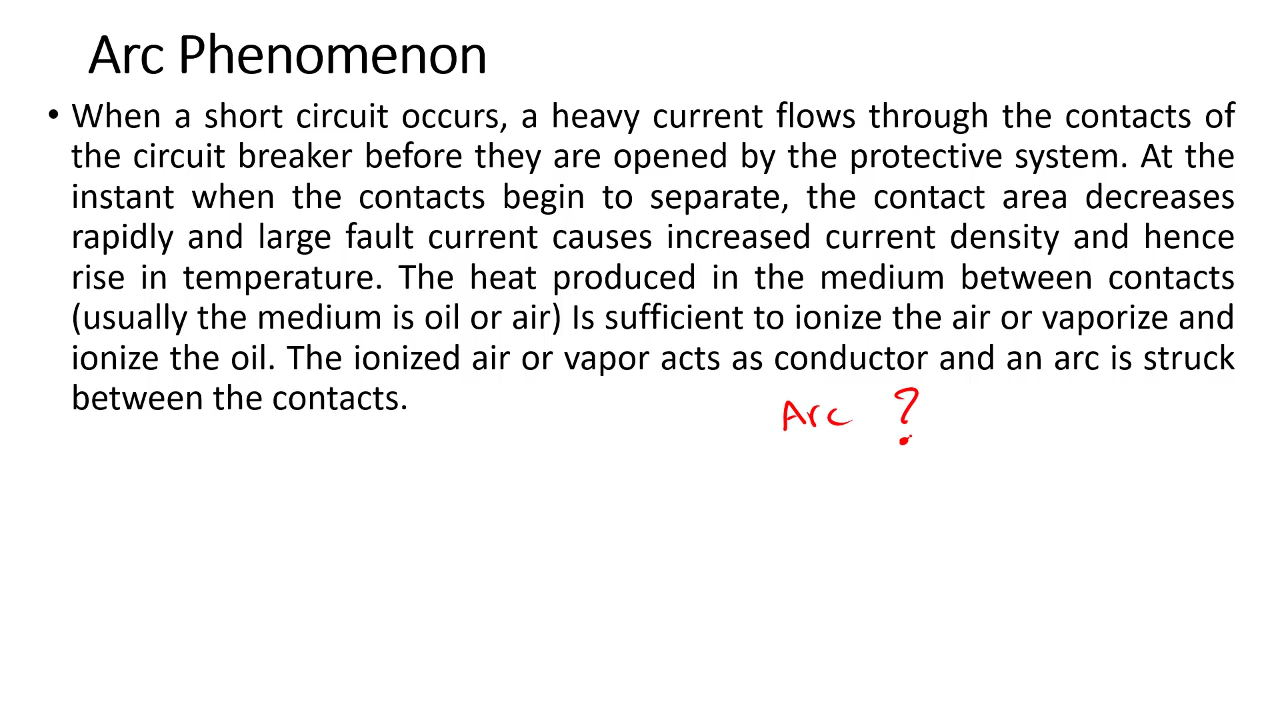 Arc Phenomenon
• When a short circuit occurs, a heavy current flows through the contacts of
the circuit breaker before they are opened by the protective system. At the
instant when the contacts begin to separate, the contact area decreases
rapidly and large fault current causes increased current density and hence
rise in temperature. The heat produced in the medium between contacts
(usually the medium is oil or air) Is sufficient to ionize the air or vaporize and
ionize the oil. The ionized air or vapor acts as conductor and an arc is struck
between the contacts.
Arc ?